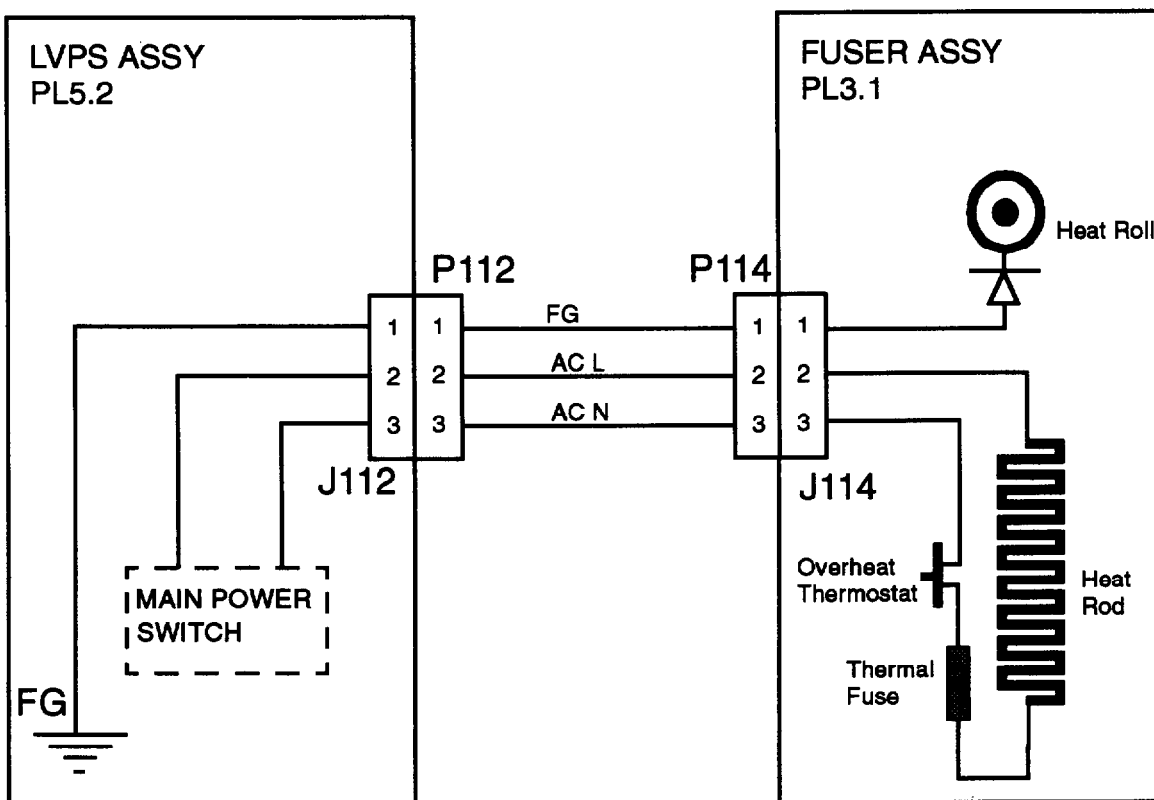 LVPS ASSY
PL5.2
FUSER ASSY
PL3.1
Heat Roll
P112
P114
1 1 FG 1 1
2 2 AC L 2 2
3 3 AC N 3 3
J112
J114
MAIN POWER
SWITCH
Overheat
Thermostat
Heat
Rod
Thermal
Fuse
FG